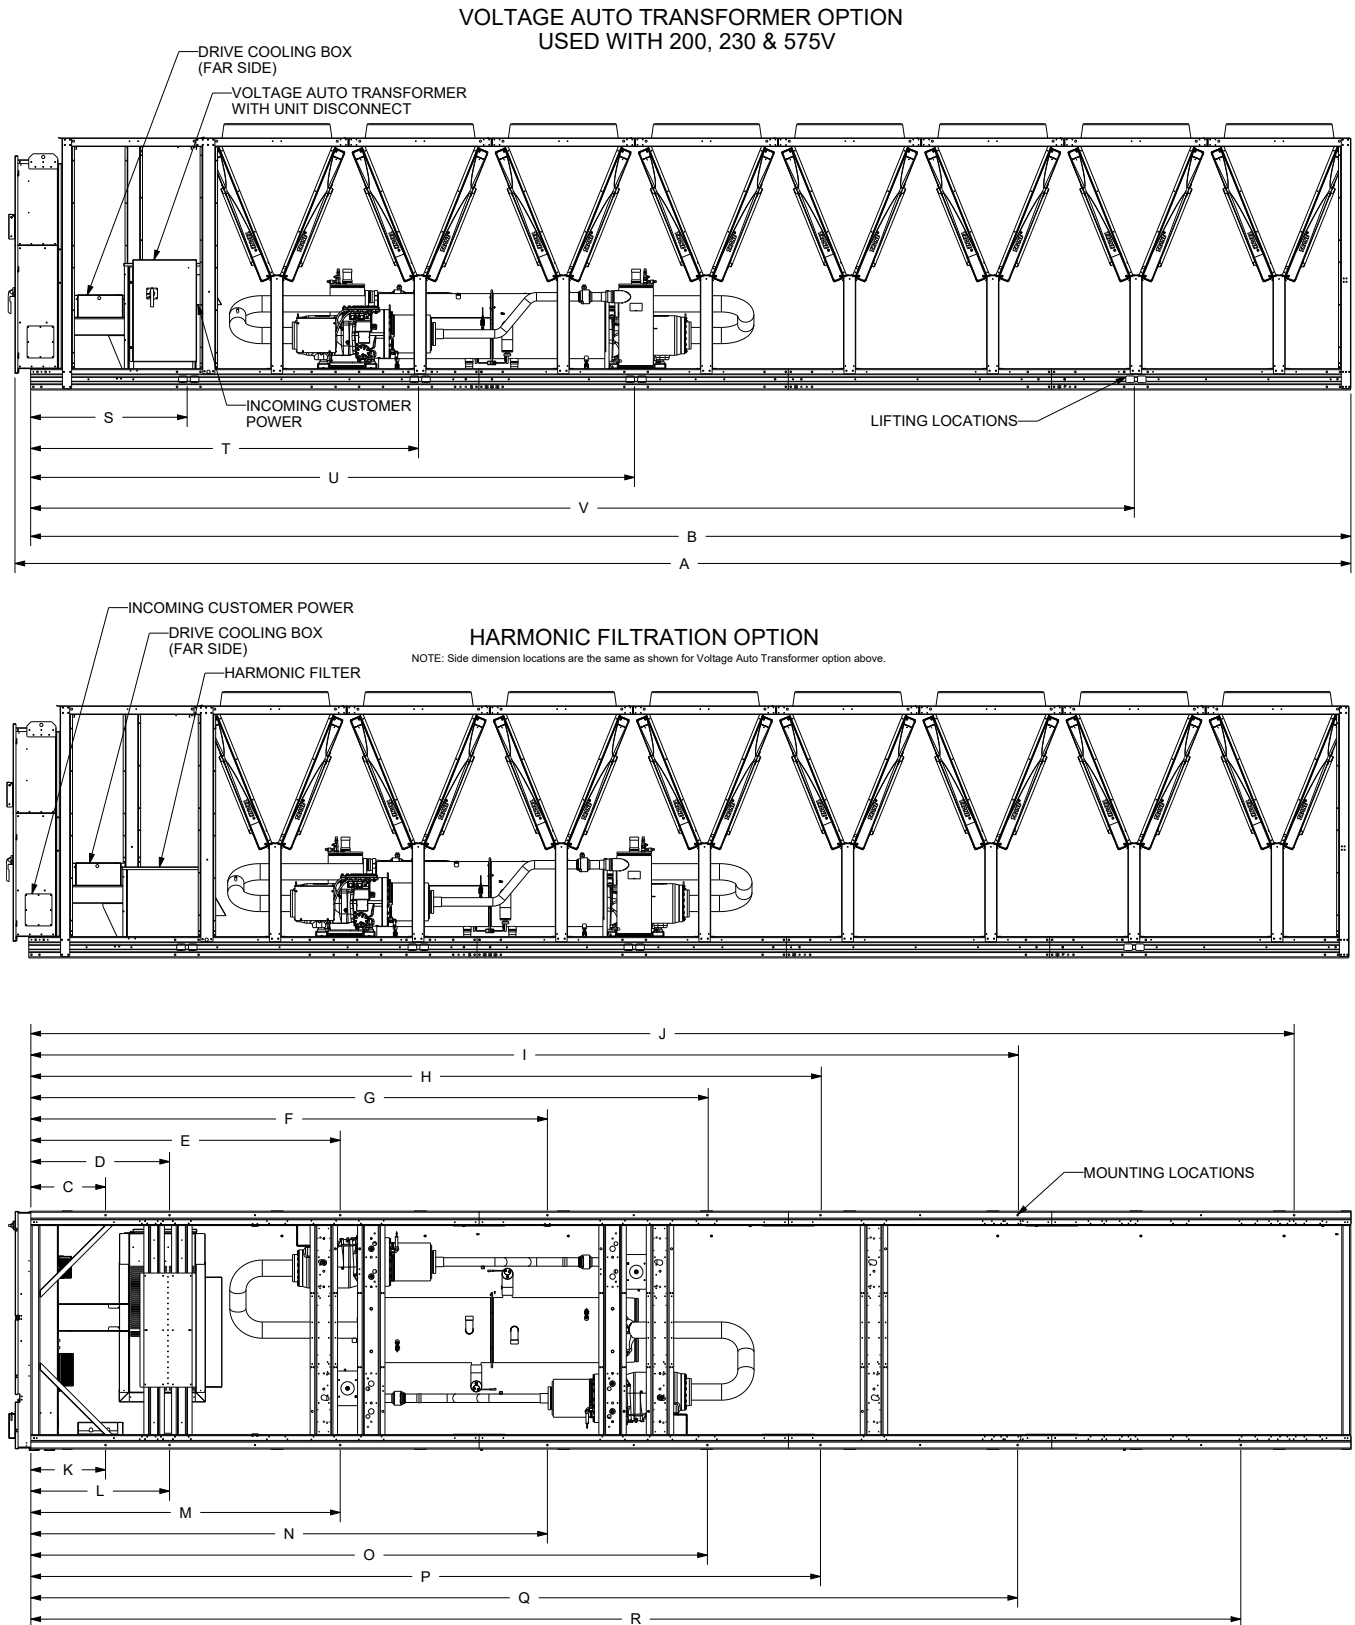 VOLTAGE AUTO TRANSFORMER OPTION
USED WITH 200, 230 & 575V
DRIVE COOLING BOX
(FAR SIDE)
VOLTAGE AUTO TRANSFORMER
WITH UNIT DISCONNECT
INCOMING CUSTOMER
POWER
LIFTING LOCATIONS
S
T
U
V
B
A
INCOMING CUSTOMER POWER
DRIVE COOLING BOX
(FAR SIDE)
HARMONIC FILTRATION OPTION
NOTE: Side dimension locations are the same as shown for Voltage Auto Transformer option above.
HARMONIC FILTER
J
I
H
G
F
E
D
C
MOUNTING LOCATIONS
K
L
M
N
O
P
Q
R